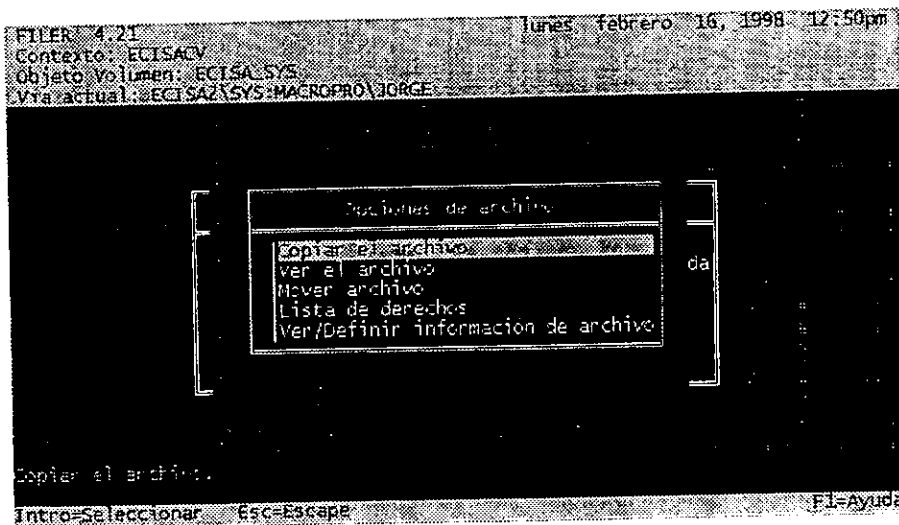 FILER 4.21 lunes febrero 16, 1998 12:50pm
Contexto: ECISACV
Objeto Volumen: ECISA_SYS
Vía actual: ECISA2\SYS:MACROPRO\JORGE
Opciones de archivo
Copiar el archivo
Ver el archivo
da
Mover archivo
Lista de derechos
Ver/Definir información de archivo
Copiar el archivo.
Intro=Seleccionar Esc=Escape F1=Ayuda